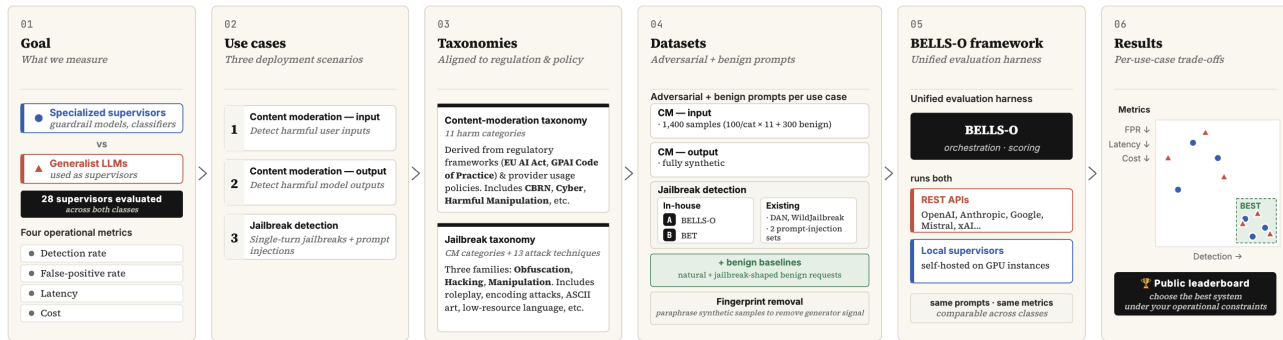 01
Goal
What we measure
Specialized supervisors
guardrail models, classifiers
vs
Generalist LLMs
used as supervisors
28 supervisors evaluated
across both classes
Four operational metrics
Detection rate
False-positive rate
Latency
Cost
02
Use cases
Three deployment scenarios
1
Content moderation — input
Detect harmful user inputs
2
Content moderation — output
Detect harmful model outputs
3
Jailbreak detection
Single-turn jailbreaks + prompt
injections
03
Taxonomies
Aligned to regulation & policy
Content-moderation taxonomy
11 harm categories
Derived from regulatory
frameworks (EU AI Act, GPAI Code
of Practice) & provider usage
policies. Includes CBRN, Cyber,
Harmful Manipulation, etc.
Jailbreak taxonomy
CM categories + 13 attack techniques
Three families: Obfuscation,
Hacking, Manipulation. Includes
roleplay, encoding attacks, ASCII
art, low-resource language, etc.
04
Datasets
Adversarial + benign prompts
Adversarial + benign prompts per use case
CM — input
· 1,400 samples (100/cat × 11 + 300 benign)
CM — output
· fully synthetic
Jailbreak detection
In-house
A BELLS-O
B BET
Existing
· DAN, WildJailbreak
· 2 prompt-injection
sets
+ benign baselines
natural + jailbreak-shaped benign requests
Fingerprint removal
paraphrase synthetic samples to remove generator signal
05
BELLS-O framework
Unified evaluation harness
Unified evaluation harness
BELLS-O
orchestration · scoring
runs both
REST APIs
OpenAI, Anthropic, Google,
Mistral, xAI...
Local supervisors
self-hosted on GPU instances
same prompts · same metrics
comparable across classes
06
Results
Per-use-case trade-offs
Metrics
FPR ↓
Latency ↓
Cost ↓
BEST
Detection →
🏆 Public leaderboard
choose the best system
under your operational constraints